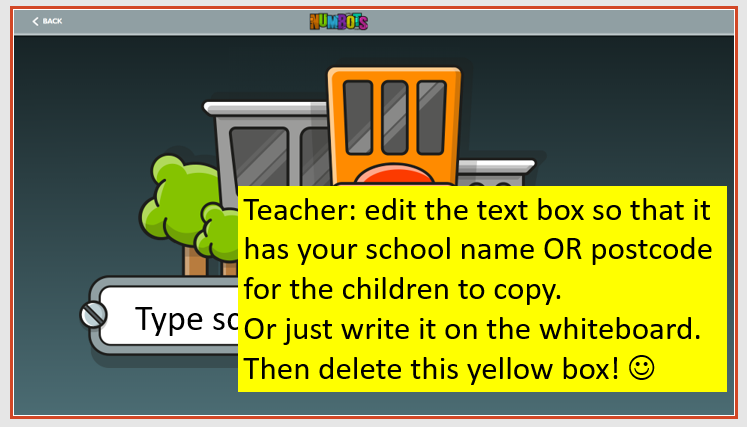 BACK
NUMBOTS
Teacher: edit the text box so that it
has your school name OR postcode
for the children to copy.
Or just write it on the whiteboard.
Then delete this yellow box! ☺
Type sc